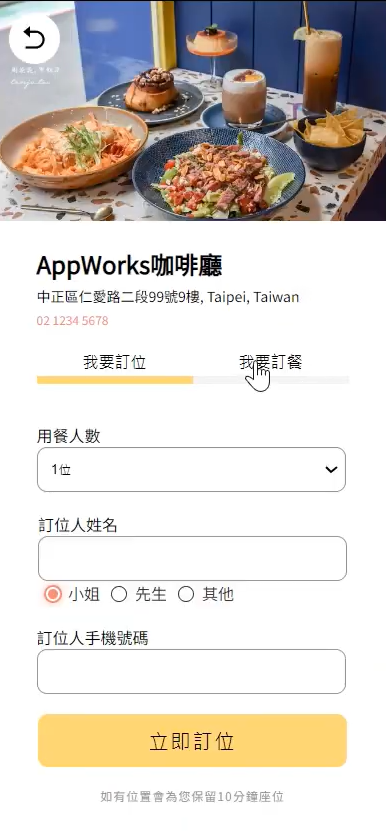 AppWorks咖啡廳
中正區仁愛路二段99號9樓, Taipei, Taiwan
02 1234 5678
我要訂位 我要訂餐
用餐人數
1位
訂位人姓名
小姐 先生 其他
訂位人手機號碼
立即訂位
如有位置會為您保留10分鐘座位